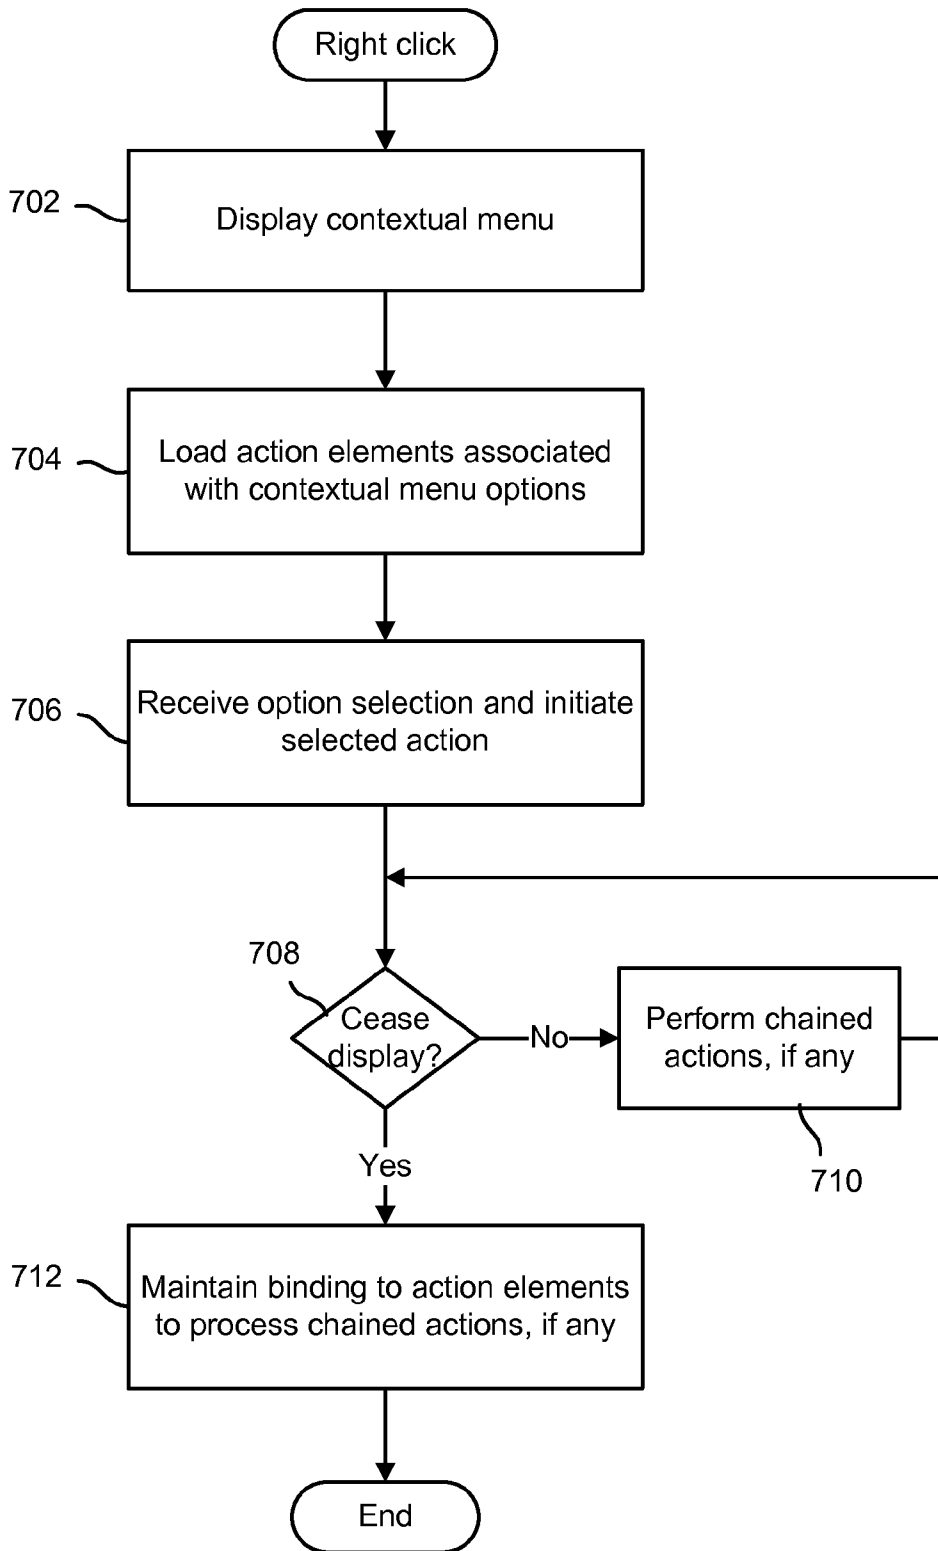 Right click
702
Display contextual menu
704
Load action elements associated
with contextual menu options
706
Receive option selection and initiate
selected action
708
Cease
display?
No
Perform chained
actions, if any
710
Yes
712
Maintain binding to action elements
to process chained actions, if any
End